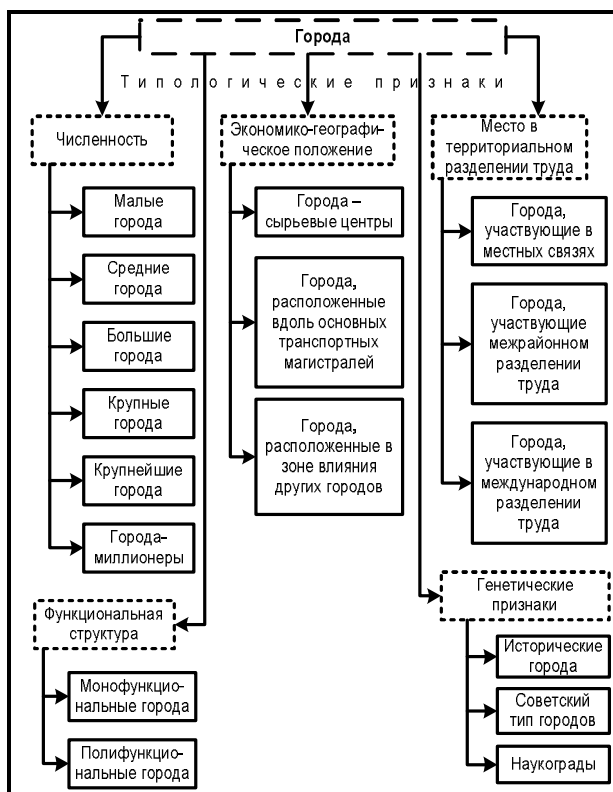 Города
Типологические признаки
Численность
Малые
города
Средние
города
Большие
города
Крупные
города
Крупнейшие
города
Города-
миллионеры
Функциональная
структура
Монофункцио-
нальные города
Полифункцио-
нальные города
Экономико-географи-
ческое положение
Города –
сырьевые центры
Города,
расположенные
вдоль основных
транспортных
магистралей
Города,
расположенные в
зоне влияния
других городов
Место в
территориальном
разделении труда
Города,
участвующие в
местных связях
Города,
участвующие
межрайонном
разделении
труда
Города,
участвующие в
международном
разделении
труда
Генетические
признаки
Исторические
города
Советский
тип городов
Наукограды